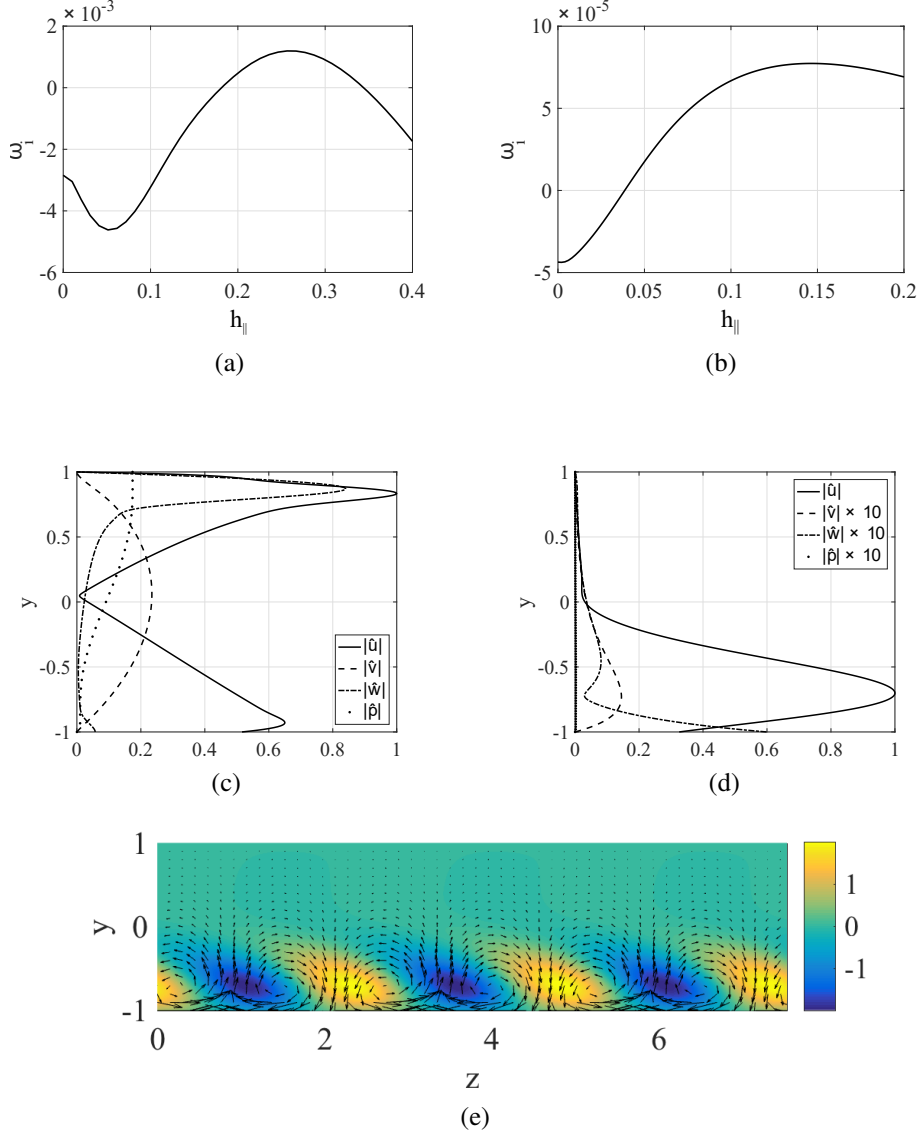 × 10⁻³
2
0
-2
-4
-6
ωᵢ
0 0.1 0.2 0.3 0.4
h∥
(a)
× 10⁻⁵
10
5
0
-5
ωᵢ
0 0.05 0.1 0.15 0.2
h∥
(b)
1
0.5
0
-0.5
-1
y
|û|
|v̂|
|ŵ|
|p̂|
0 0.2 0.4 0.6 0.8 1
(c)
1
0.5
0
-0.5
-1
y
|û|
|v̂| × 10
|ŵ| × 10
|p̂| × 10
0 0.2 0.4 0.6 0.8 1
(d)
1
0
-1
y
0 2 4 6
z
1
0
-1
(e)